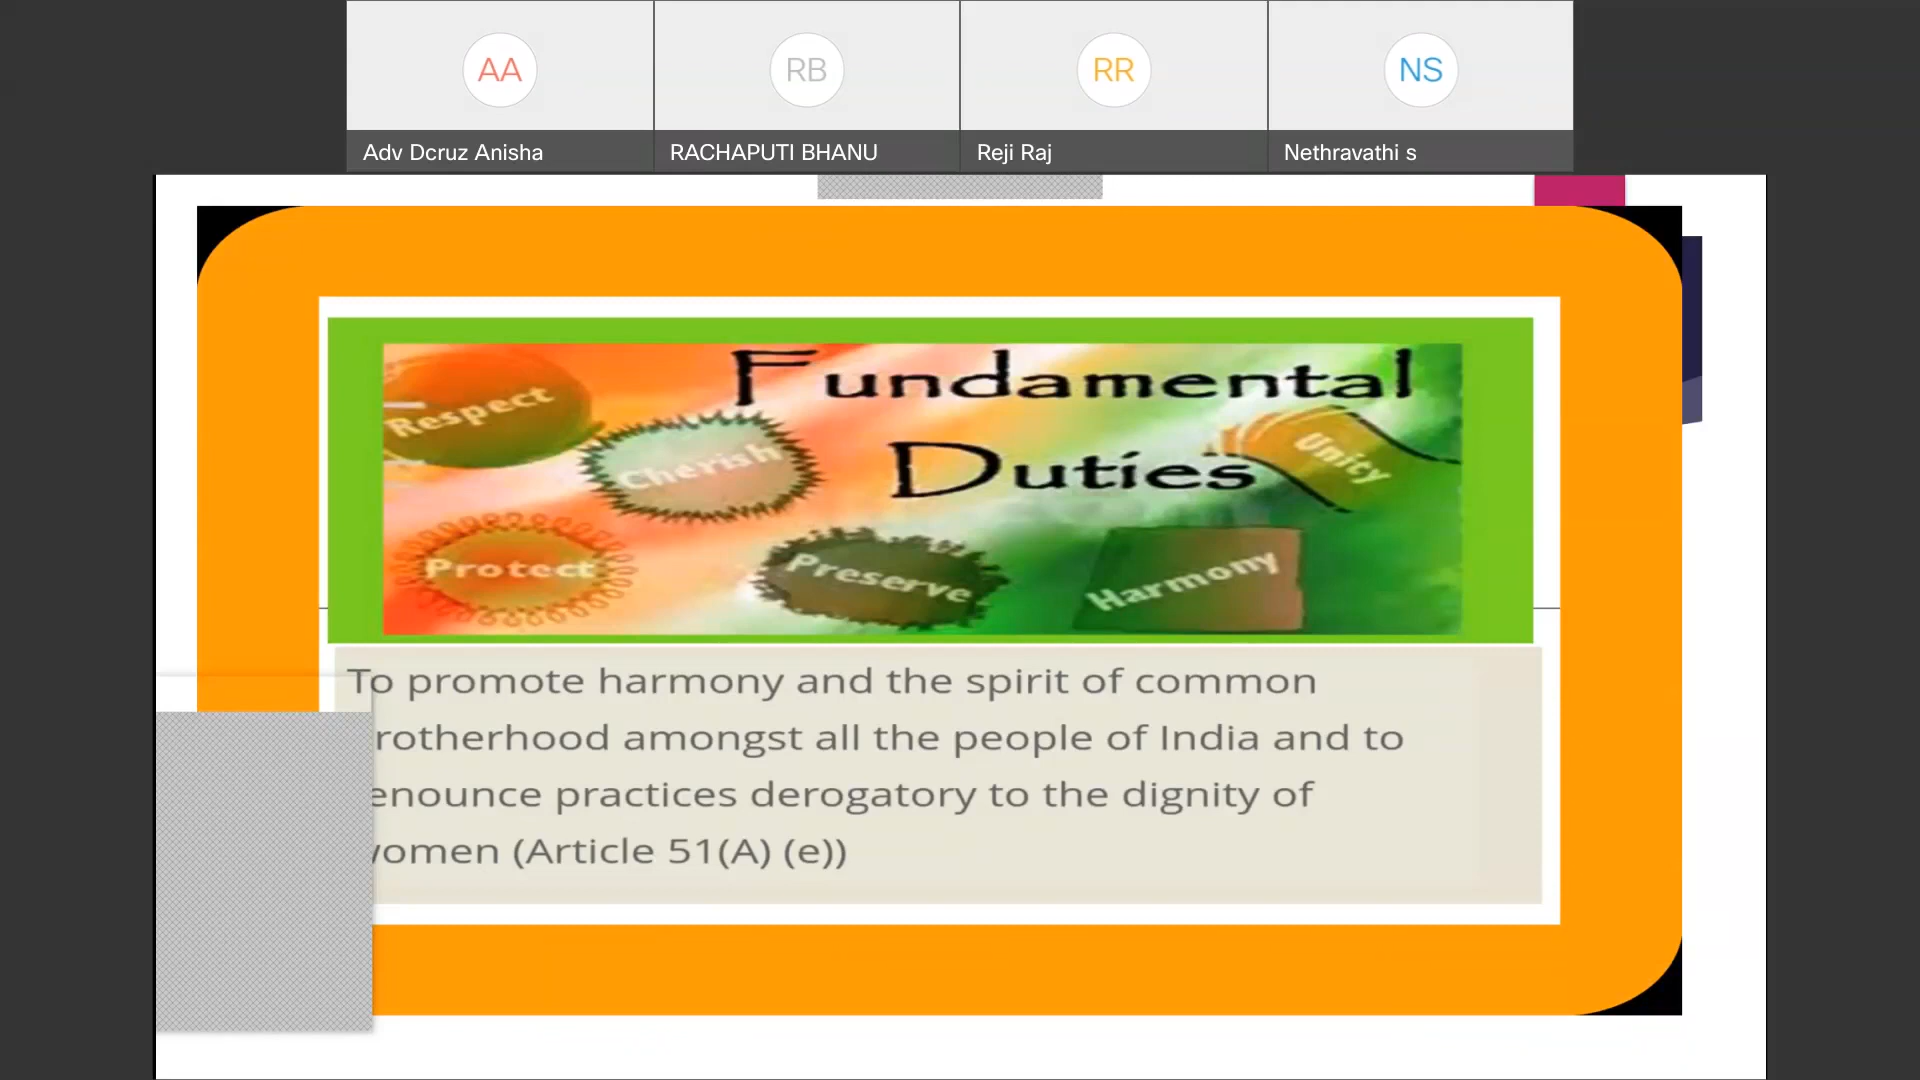 AA
RB
RR
NS
Adv Dcruz Anisha
RACHAPUTI BHANU
Reji Raj
Nethravathi s
Fundamental
Duties
Respect
Cherish
Unity
Protect
Preserve
Harmony
To promote harmony and the spirit of common
rotherhood amongst all the people of India and to
enounce practices derogatory to the dignity of
women (Article 51(A) (e))